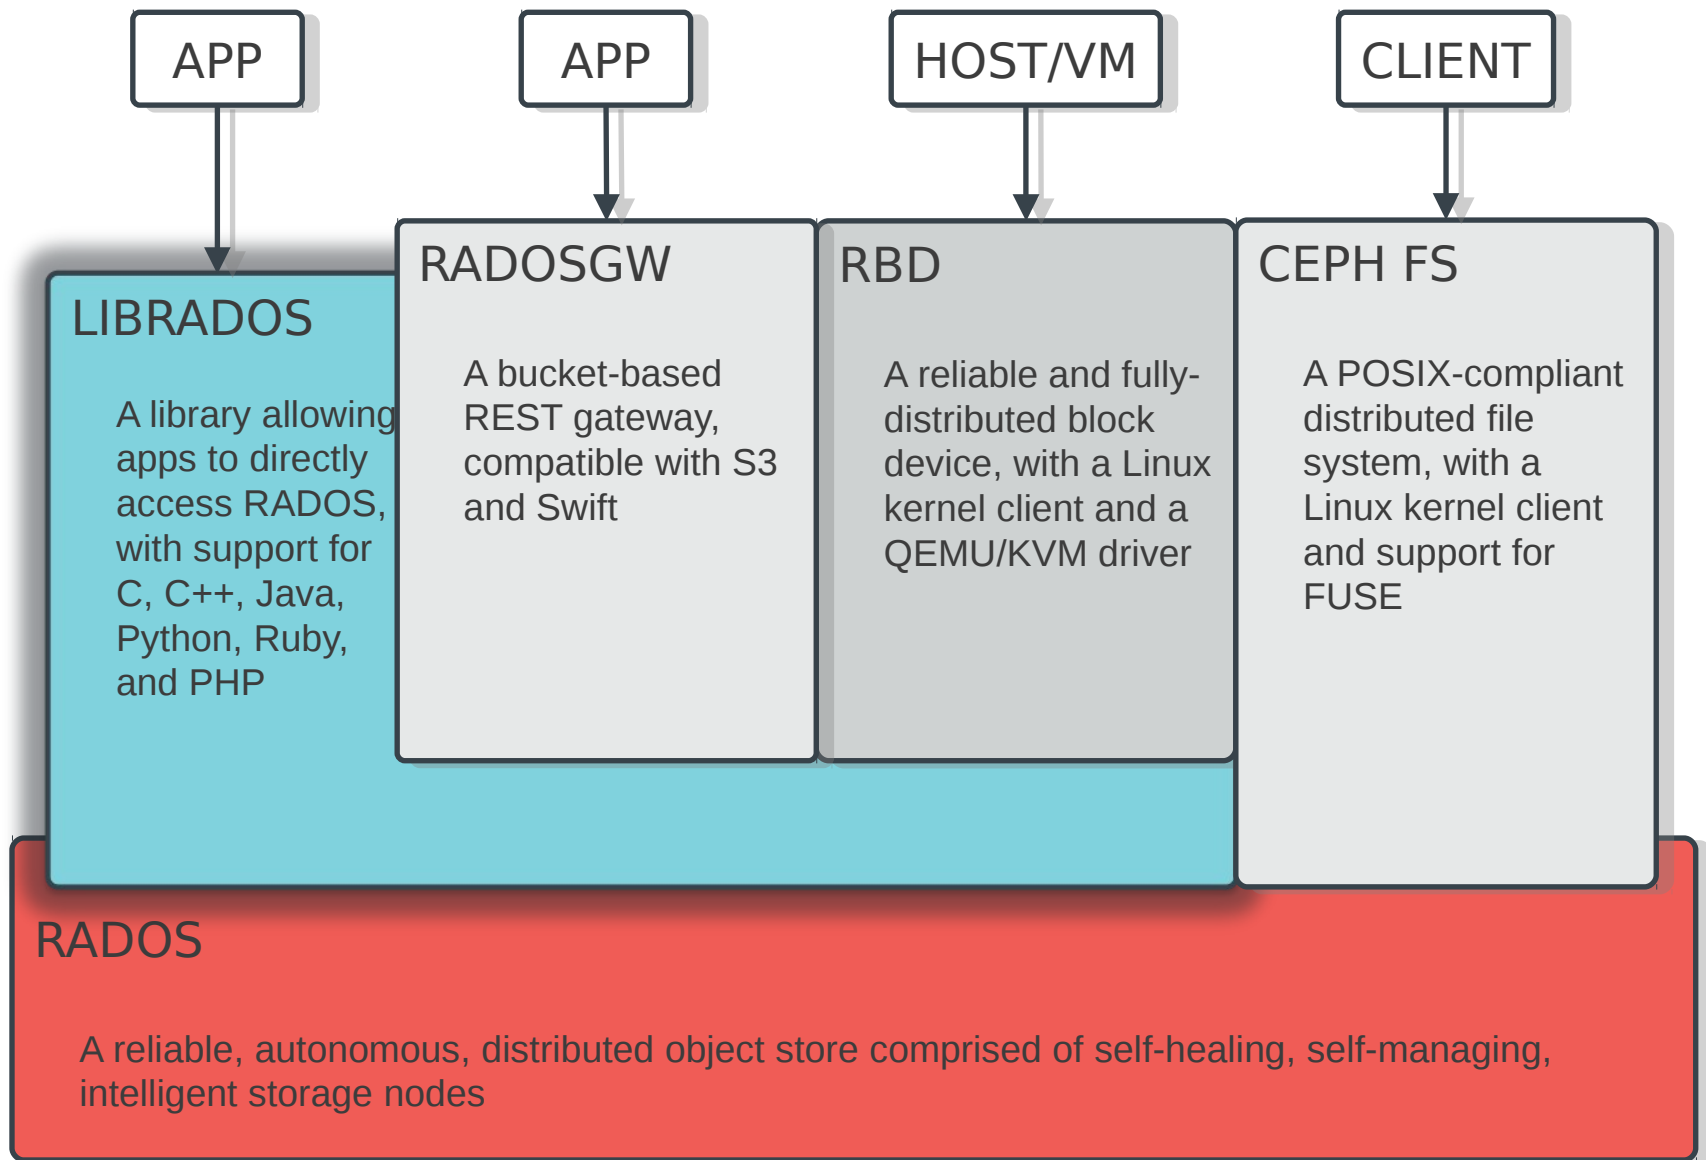 APP
APP
HOST/VM
CLIENT
LIBRADOS
A library allowing
apps to directly
access RADOS,
with support for
C, C++, Java,
Python, Ruby,
and PHP
RADOSGW
A bucket-based
REST gateway,
compatible with S3
and Swift
RBD
A reliable and fully-
distributed block
device, with a Linux
kernel client and a
QEMU/KVM driver
CEPH FS
A POSIX-compliant
distributed file
system, with a
Linux kernel client
and support for
FUSE
RADOS
A reliable, autonomous, distributed object store comprised of self-healing, self-managing,
intelligent storage nodes